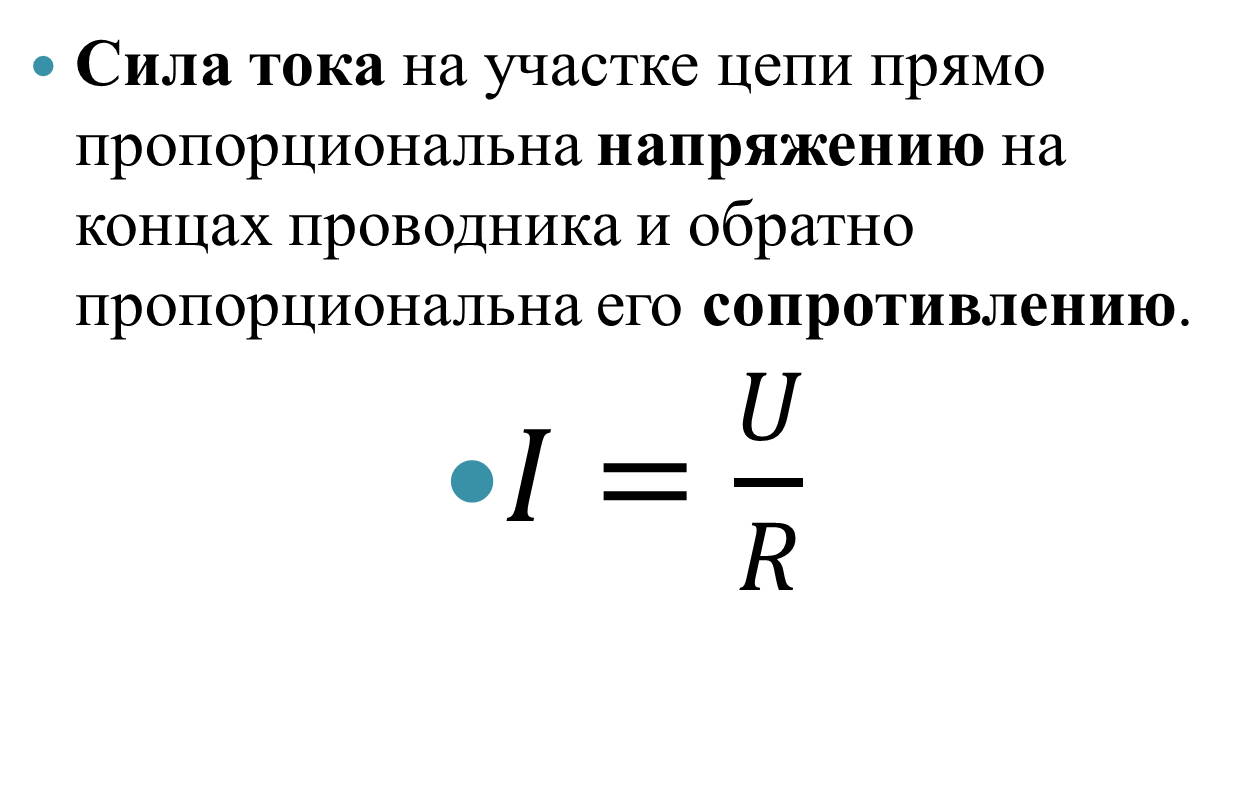 • Сила тока на участке цепи прямо
пропорциональна напряжению на
концах проводника и обратно
пропорциональна его сопротивлению.
• I = U/R